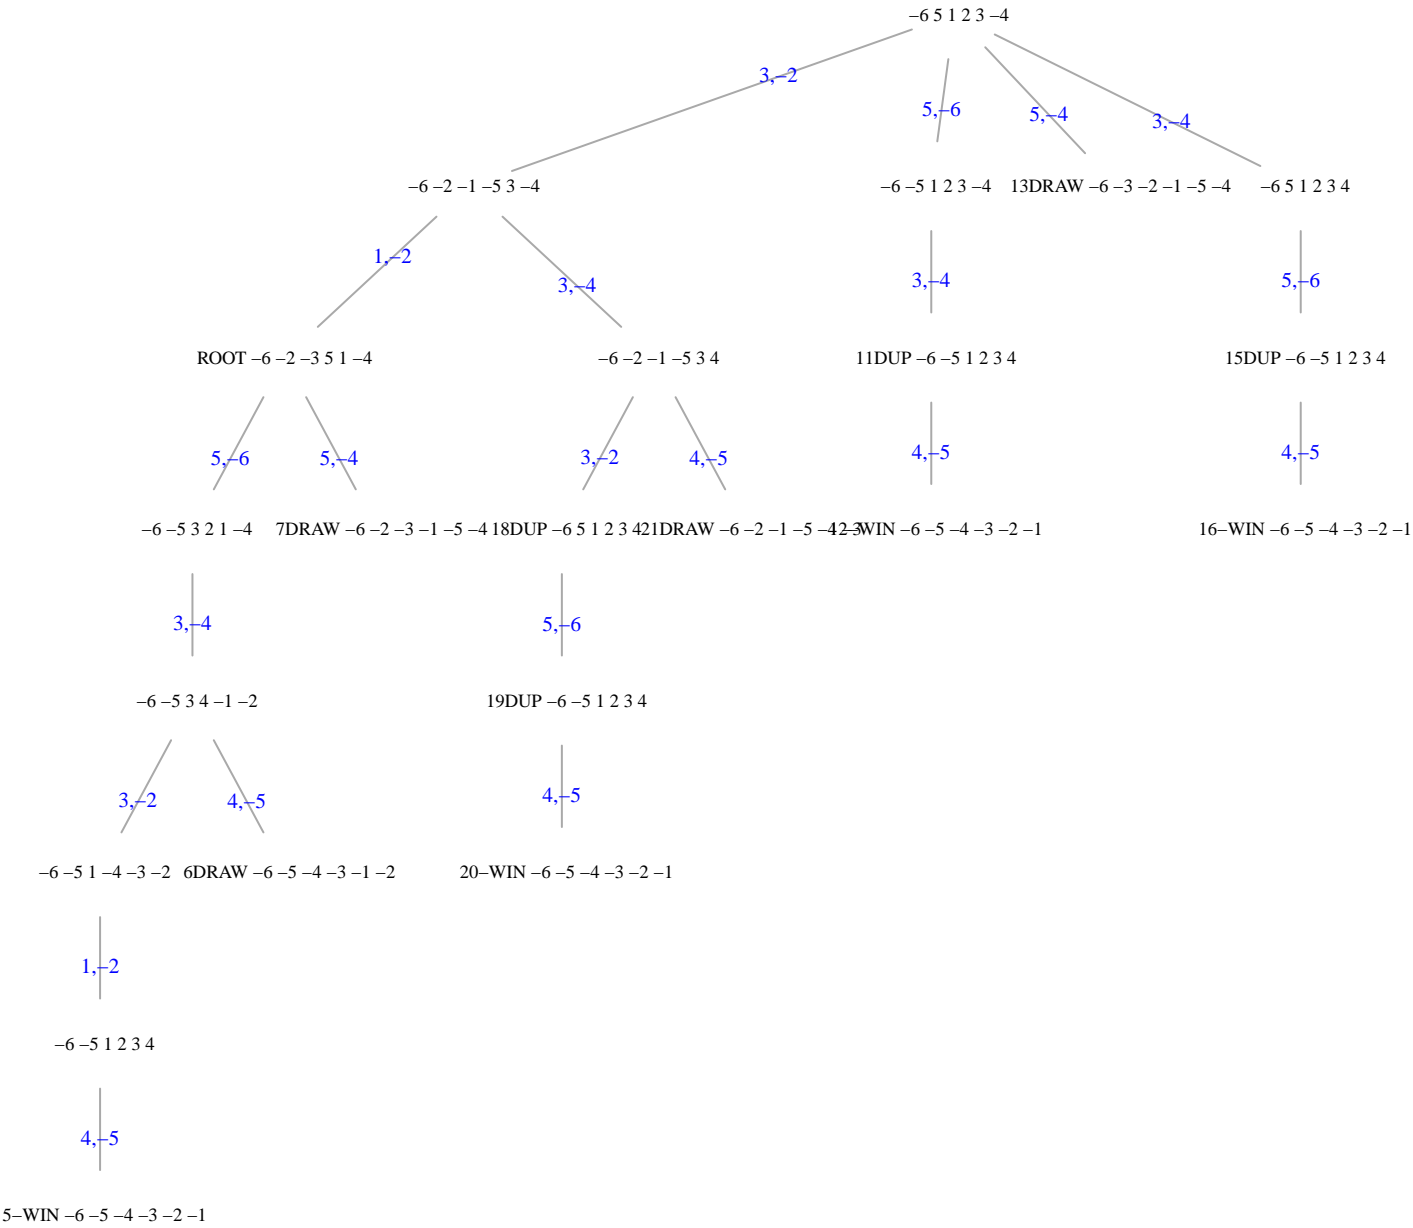 –6 5 1 2 3 –4
3,–2
5,–6
5,–4
3,–4
–6 –2 –1 –5 3 –4
–6 –5 1 2 3 –4
13DRAW –6 –3 –2 –1 –5 –4
–6 5 1 2 3 4
1,–2
3,–4
3,–4
5,–6
ROOT –6 –2 –3 5 1 –4
–6 –2 –1 –5 3 4
11DUP –6 –5 1 2 3 4
15DUP –6 –5 1 2 3 4
5,–6
5,–4
3,–2
4,–5
4,–5
4,–5
–6 –5 3 2 1 –4
7DRAW –6 –2 –3 –1 –5 –4
18DUP –6 5 1 2 3 4
21DRAW –6 –2 –1 –5 –4 –3
12–WIN –6 –5 –4 –3 –2 –1
16–WIN –6 –5 –4 –3 –2 –1
3,–4
5,–6
–6 –5 3 4 –1 –2
19DUP –6 –5 1 2 3 4
3,–2
4,–5
4,–5
–6 –5 1 –4 –3 –2
6DRAW –6 –5 –4 –3 –1 –2
20–WIN –6 –5 –4 –3 –2 –1
1,–2
–6 –5 1 2 3 4
4,–5
5–WIN –6 –5 –4 –3 –2 –1